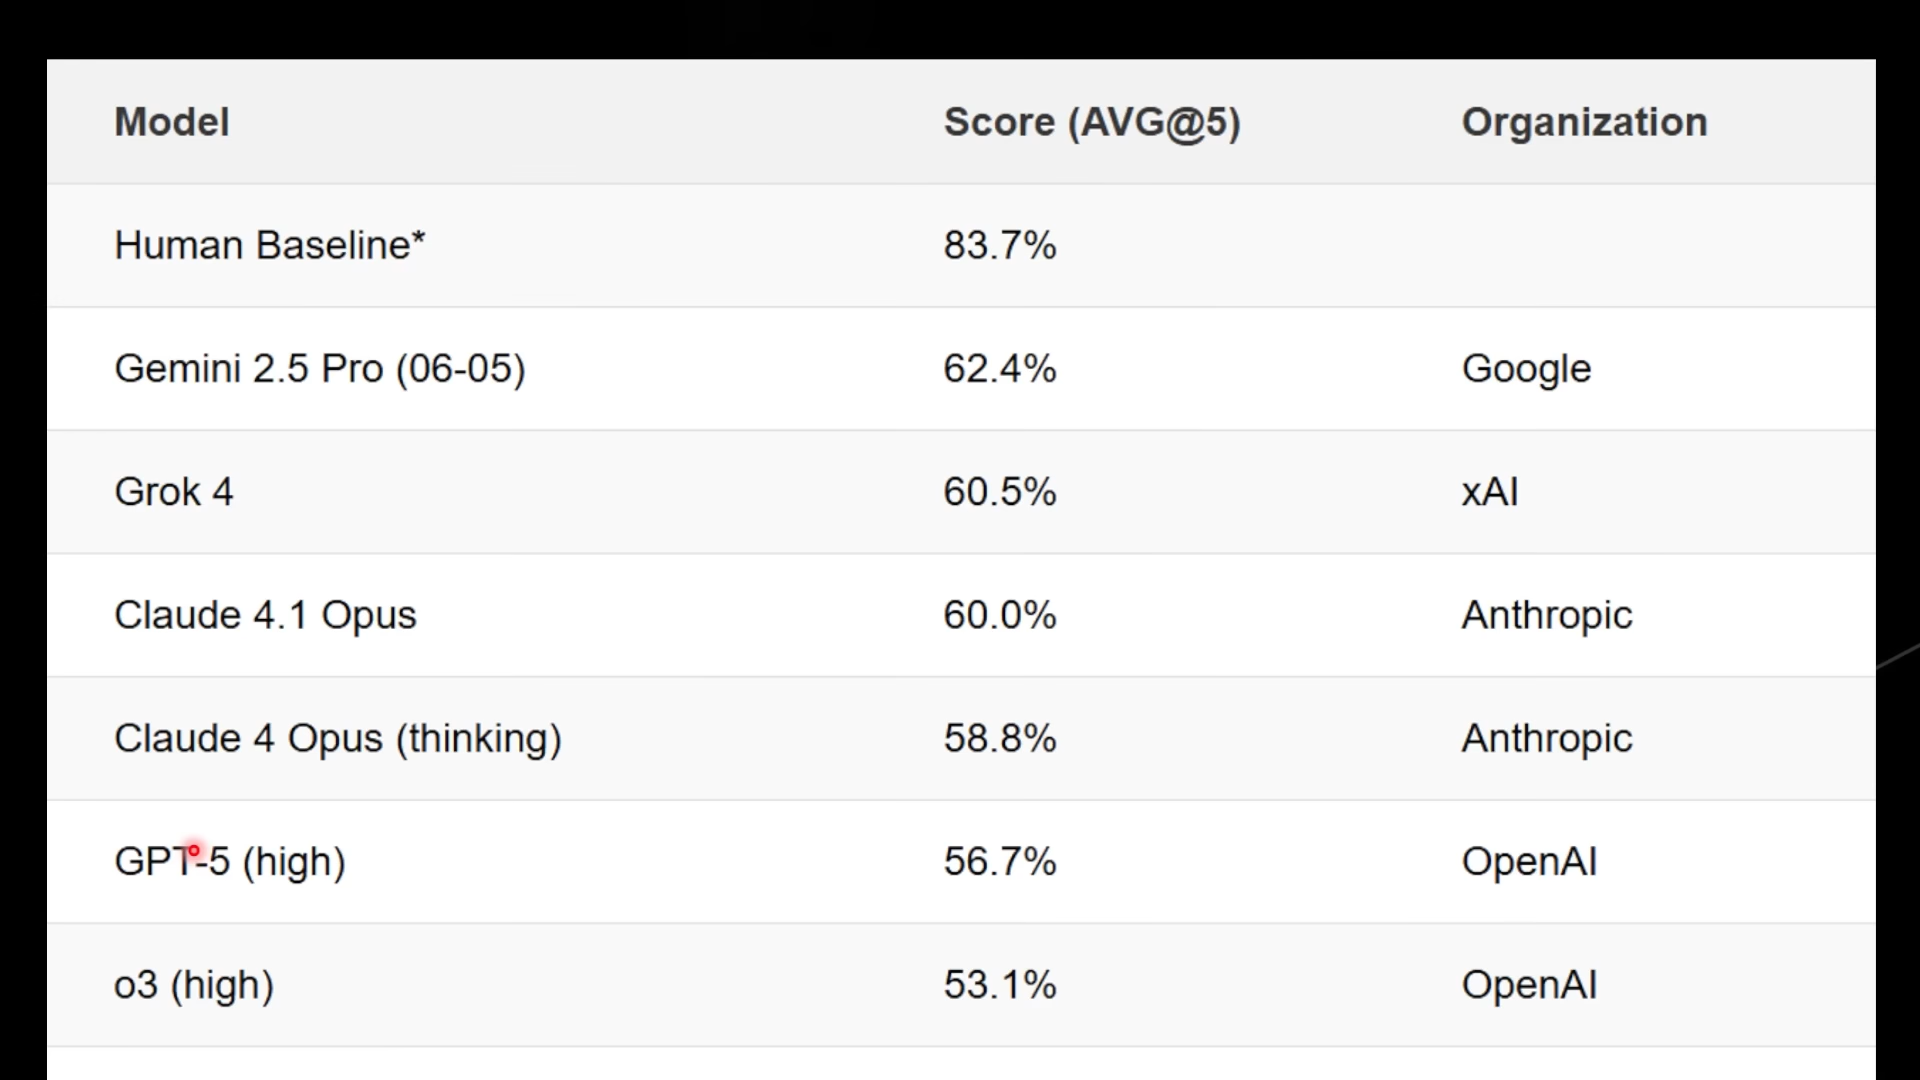 Model Score (AVG@5) Organization
Human Baseline* 83.7%
Gemini 2.5 Pro (06-05) 62.4% Google
Grok 4 60.5% xAI
Claude 4.1 Opus 60.0% Anthropic
Claude 4 Opus (thinking) 58.8% Anthropic
GPT-5 (high) 56.7% OpenAI
o3 (high) 53.1% OpenAI